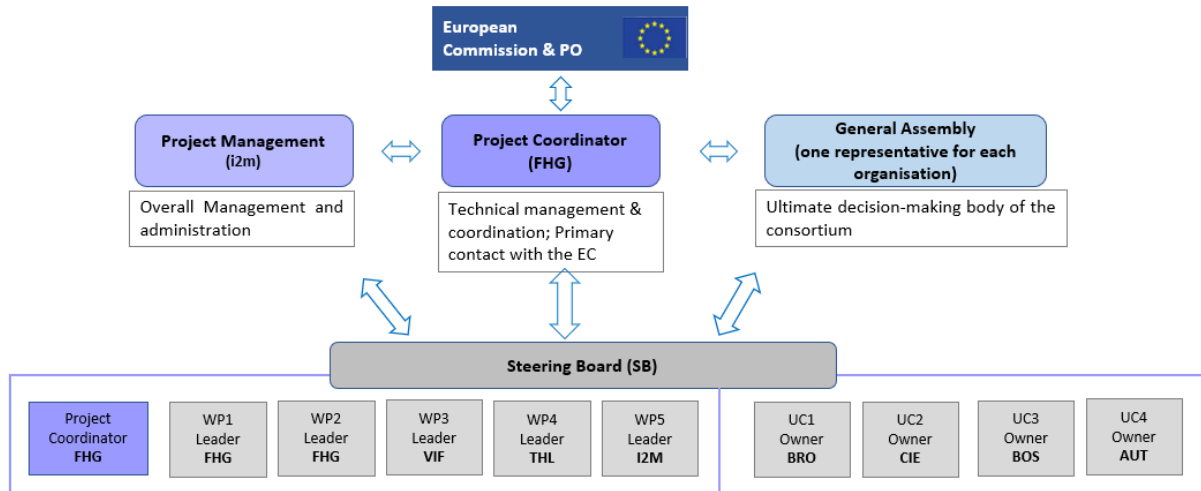 European
Commission & PO
Project Management
(i2m)
Overall Management and
administration
Project Coordinator
(FHG)
Technical management &
coordination; Primary
contact with the EC
General Assembly
(one representative for each
organisation)
Ultimate decision-making body of the
consortium
Steering Board (SB)
Project
Coordinator
FHG
WP1
Leader
FHG
WP2
Leader
FHG
WP3
Leader
VIF
WP4
Leader
THL
WP5
Leader
I2M
UC1
Owner
BRO
UC2
Owner
CIE
UC3
Owner
BOS
UC4
Owner
AUT